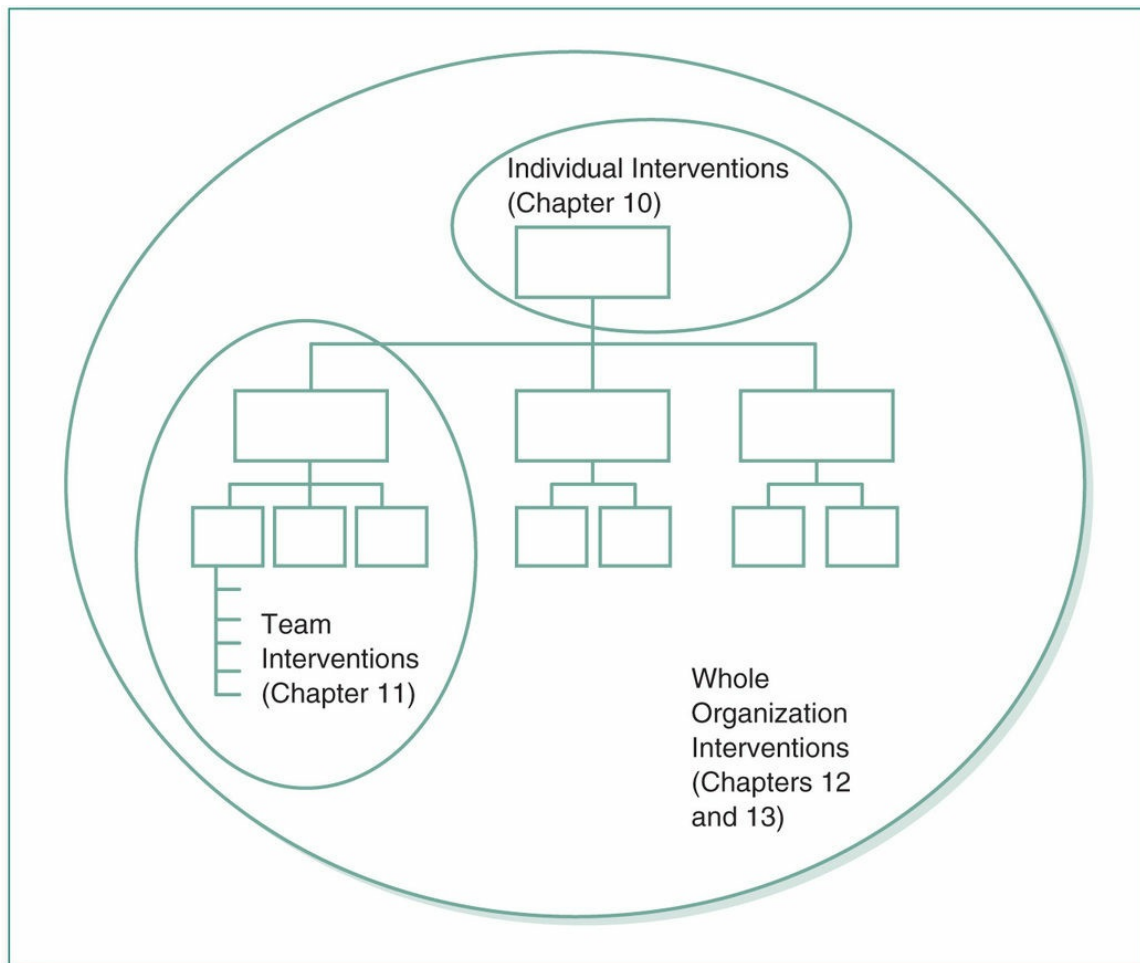 Individual Interventions
(Chapter 10)
Team
Interventions
(Chapter 11)
Whole
Organization
Interventions
(Chapters 12
and 13)